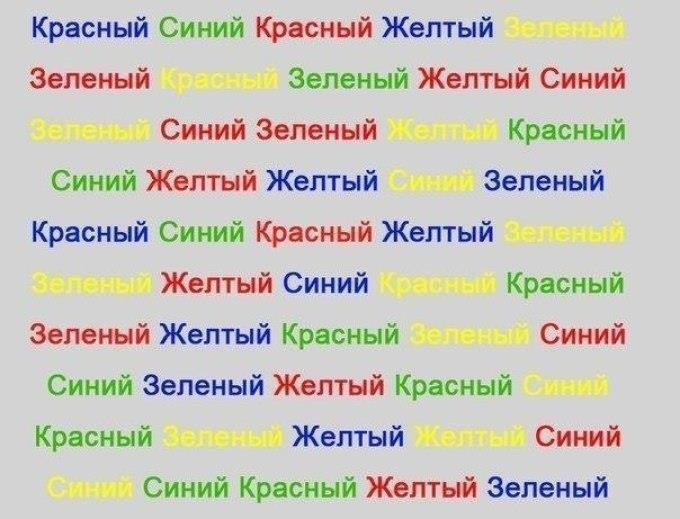 Красный Синий Красный Желтый Зеленый
Зеленый Красный Зеленый Желтый Синий
Зеленый Синий Зеленый Желтый Красный
Синий Желтый Желтый Синий Зеленый
Красный Синий Красный Желтый Зеленый
Зеленый Желтый Синий Красный Красный
Зеленый Желтый Красный Зеленый Синий
Синий Зеленый Желтый Красный Синий
Красный Зеленый Желтый Желтый Синий
Синий Синий Красный Желтый Зеленый